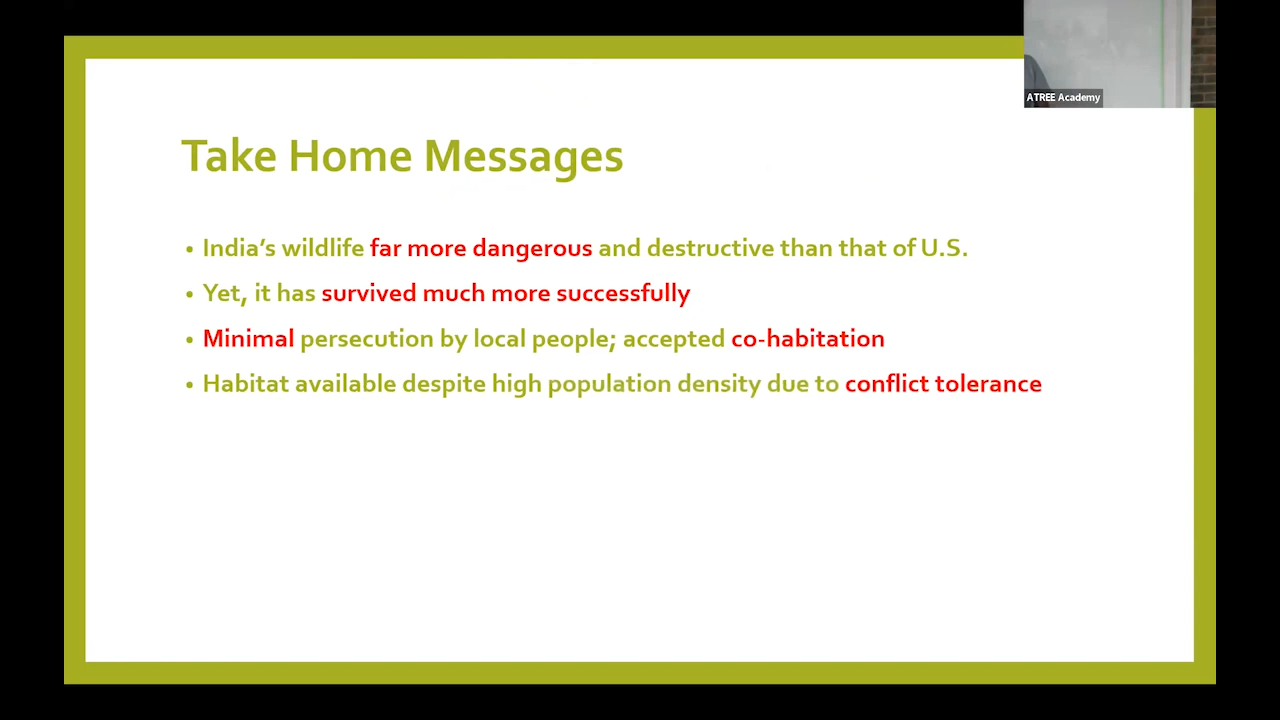 ATREE Academy
Take Home Messages
• India's wildlife far more dangerous and destructive than that of U.S.
• Yet, it has survived much more successfully
• Minimal persecution by local people; accepted co-habitation
• Habitat available despite high population density due to conflict tolerance